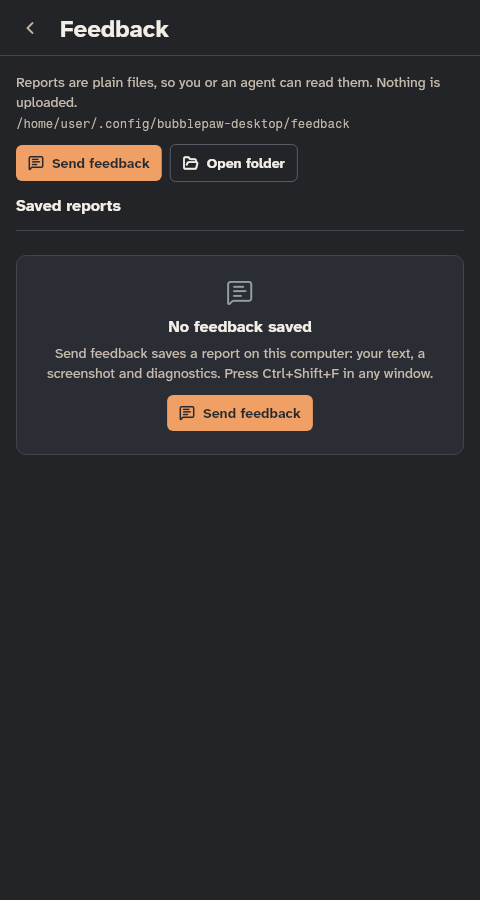 Feedback
Reports are plain files, so you or an agent can read them. Nothing is
uploaded.
/home/user/.config/bubblepaw-desktop/feedback
Send feedback
Open folder
Saved reports
No feedback saved
Send feedback saves a report on this computer: your text, a
screenshot and diagnostics. Press Ctrl+Shift+F in any window.
Send feedback